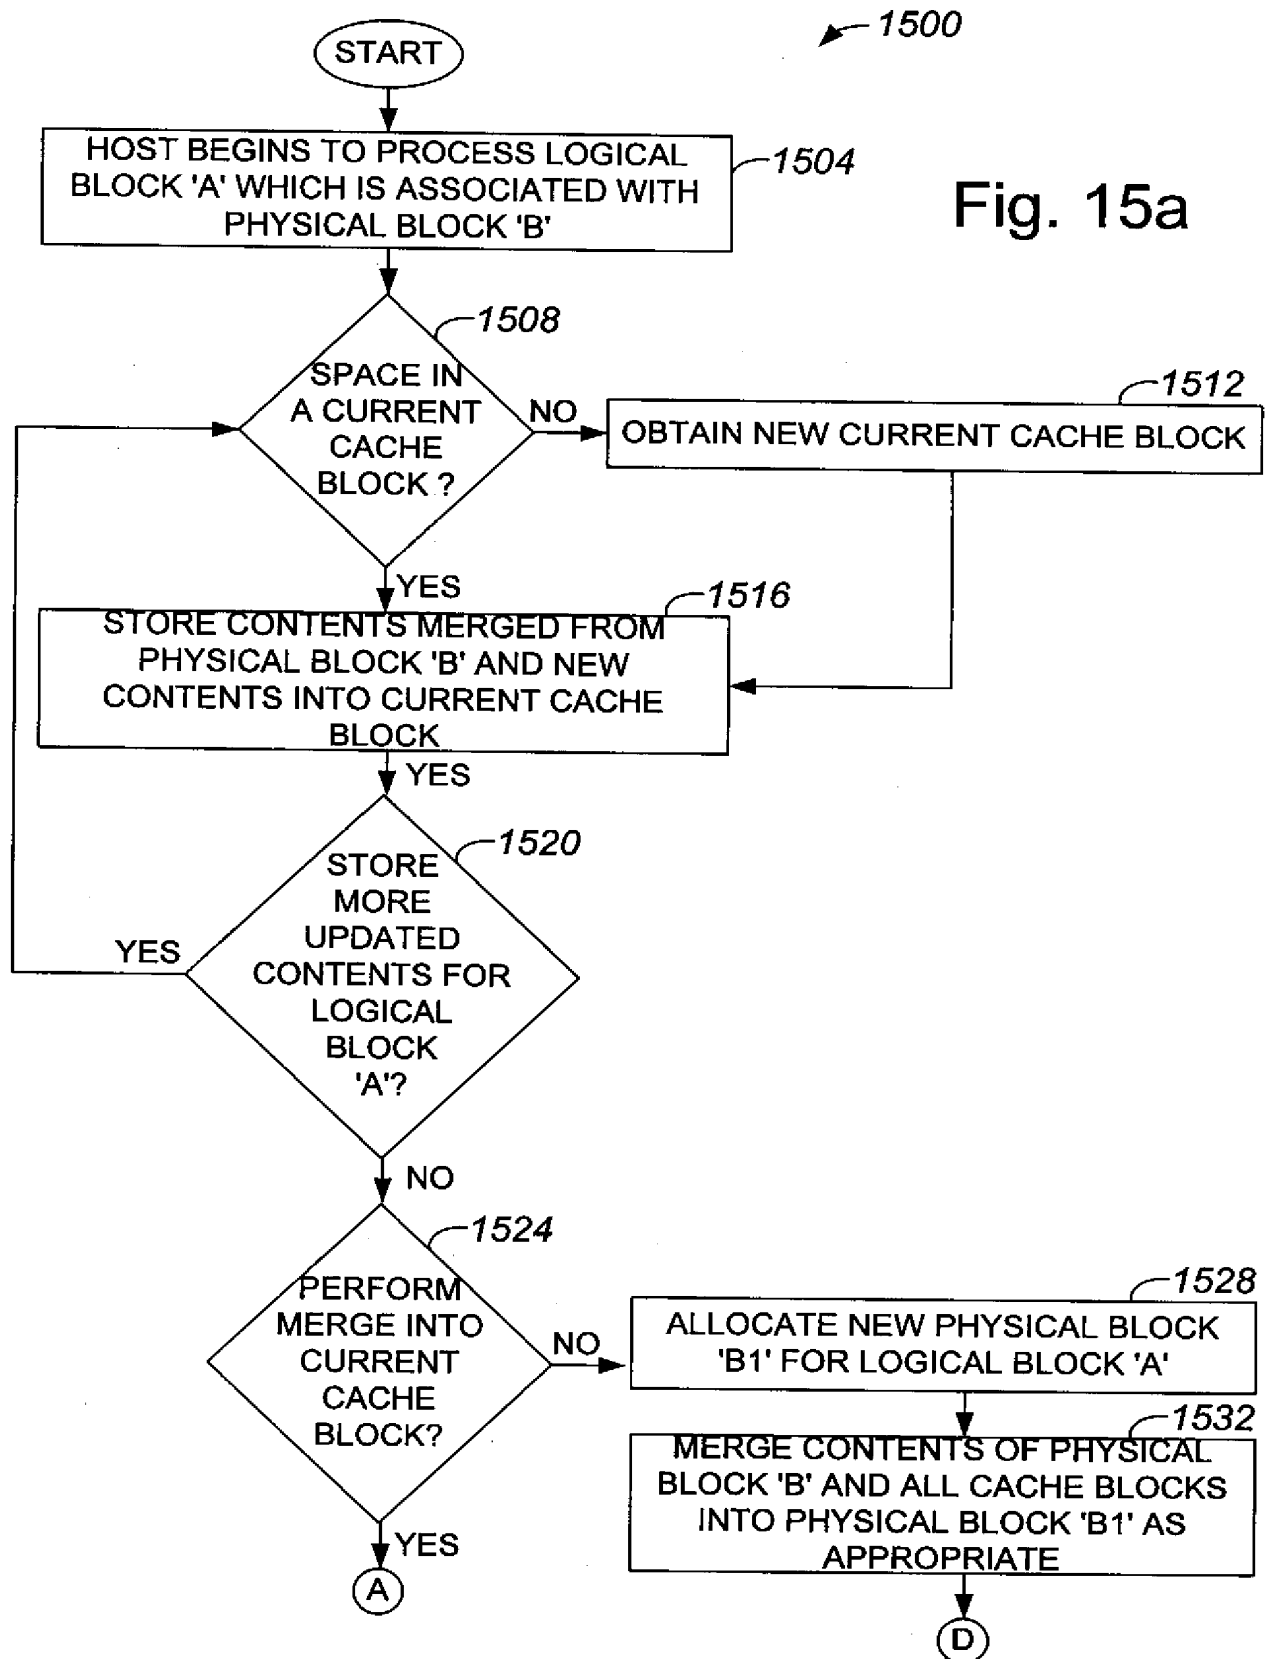 START
1500
HOST BEGINS TO PROCESS LOGICAL
BLOCK 'A' WHICH IS ASSOCIATED WITH
PHYSICAL BLOCK 'B'
1504
Fig. 15a
1508
SPACE IN
A CURRENT
CACHE
BLOCK ?
NO
1512
OBTAIN NEW CURRENT CACHE BLOCK
YES
1516
STORE CONTENTS MERGED FROM
PHYSICAL BLOCK 'B' AND NEW
CONTENTS INTO CURRENT CACHE
BLOCK
YES
1520
STORE
MORE
UPDATED
CONTENTS FOR
LOGICAL
BLOCK
'A'?
YES
NO
1524
PERFORM
MERGE INTO
CURRENT
CACHE
BLOCK?
NO
1528
ALLOCATE NEW PHYSICAL BLOCK
'B1' FOR LOGICAL BLOCK 'A'
1532
MERGE CONTENTS OF PHYSICAL
BLOCK 'B' AND ALL CACHE BLOCKS
INTO PHYSICAL BLOCK 'B1' AS
APPROPRIATE
YES
A
D